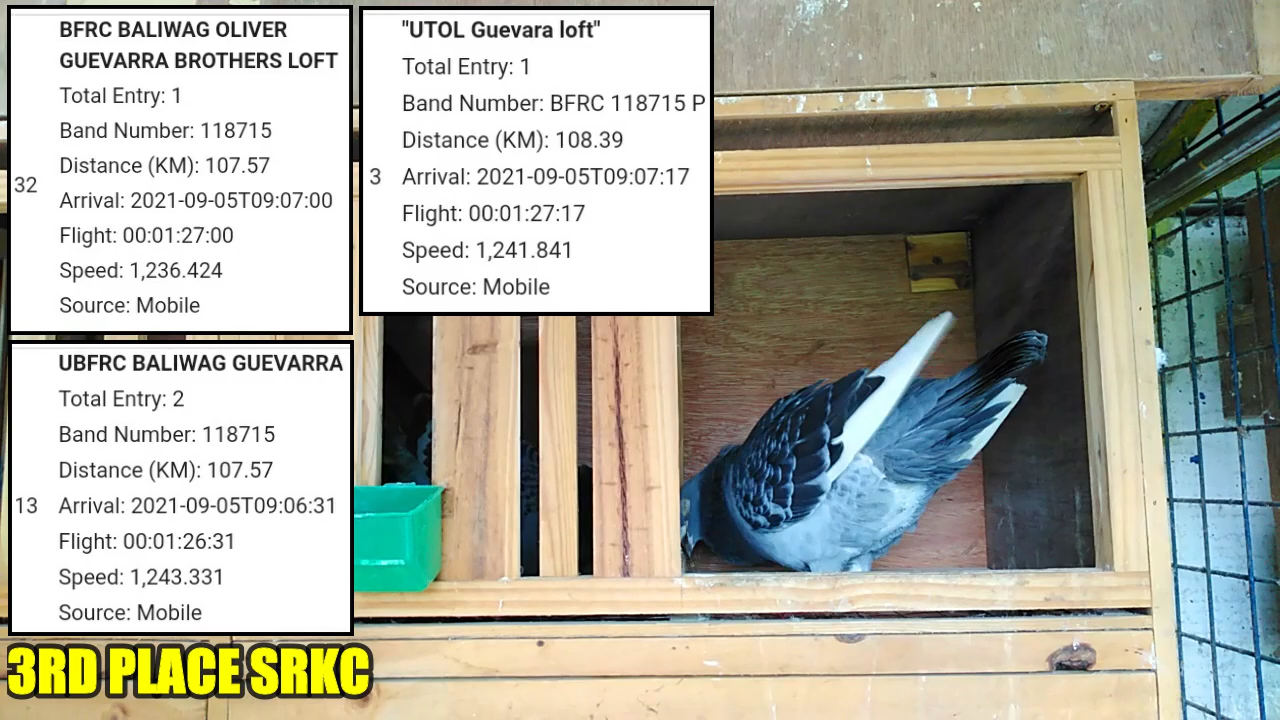 BFRC BALIWAG OLIVER
GUEVARRA BROTHERS LOFT
Total Entry: 1
Band Number: 118715
Distance (KM): 107.57
32
Arrival: 2021-09-05T09:07:00
Flight: 00:01:27:00
Speed: 1,236.424
Source: Mobile
"UTOL Guevara loft"
Total Entry: 1
Band Number: BFRC 118715 P
Distance (KM): 108.39
3 Arrival: 2021-09-05T09:07:17
Flight: 00:01:27:17
Speed: 1,241.841
Source: Mobile
UBFRC BALIWAG GUEVARRA
Total Entry: 2
Band Number: 118715
Distance (KM): 107.57
13 Arrival: 2021-09-05T09:06:31
Flight: 00:01:26:31
Speed: 1,243.331
Source: Mobile
3RD PLACE SRKC